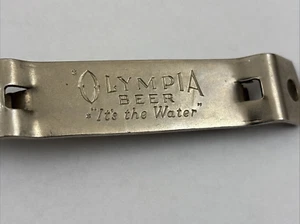 OLYMPIA
BEER
"It's the Water"